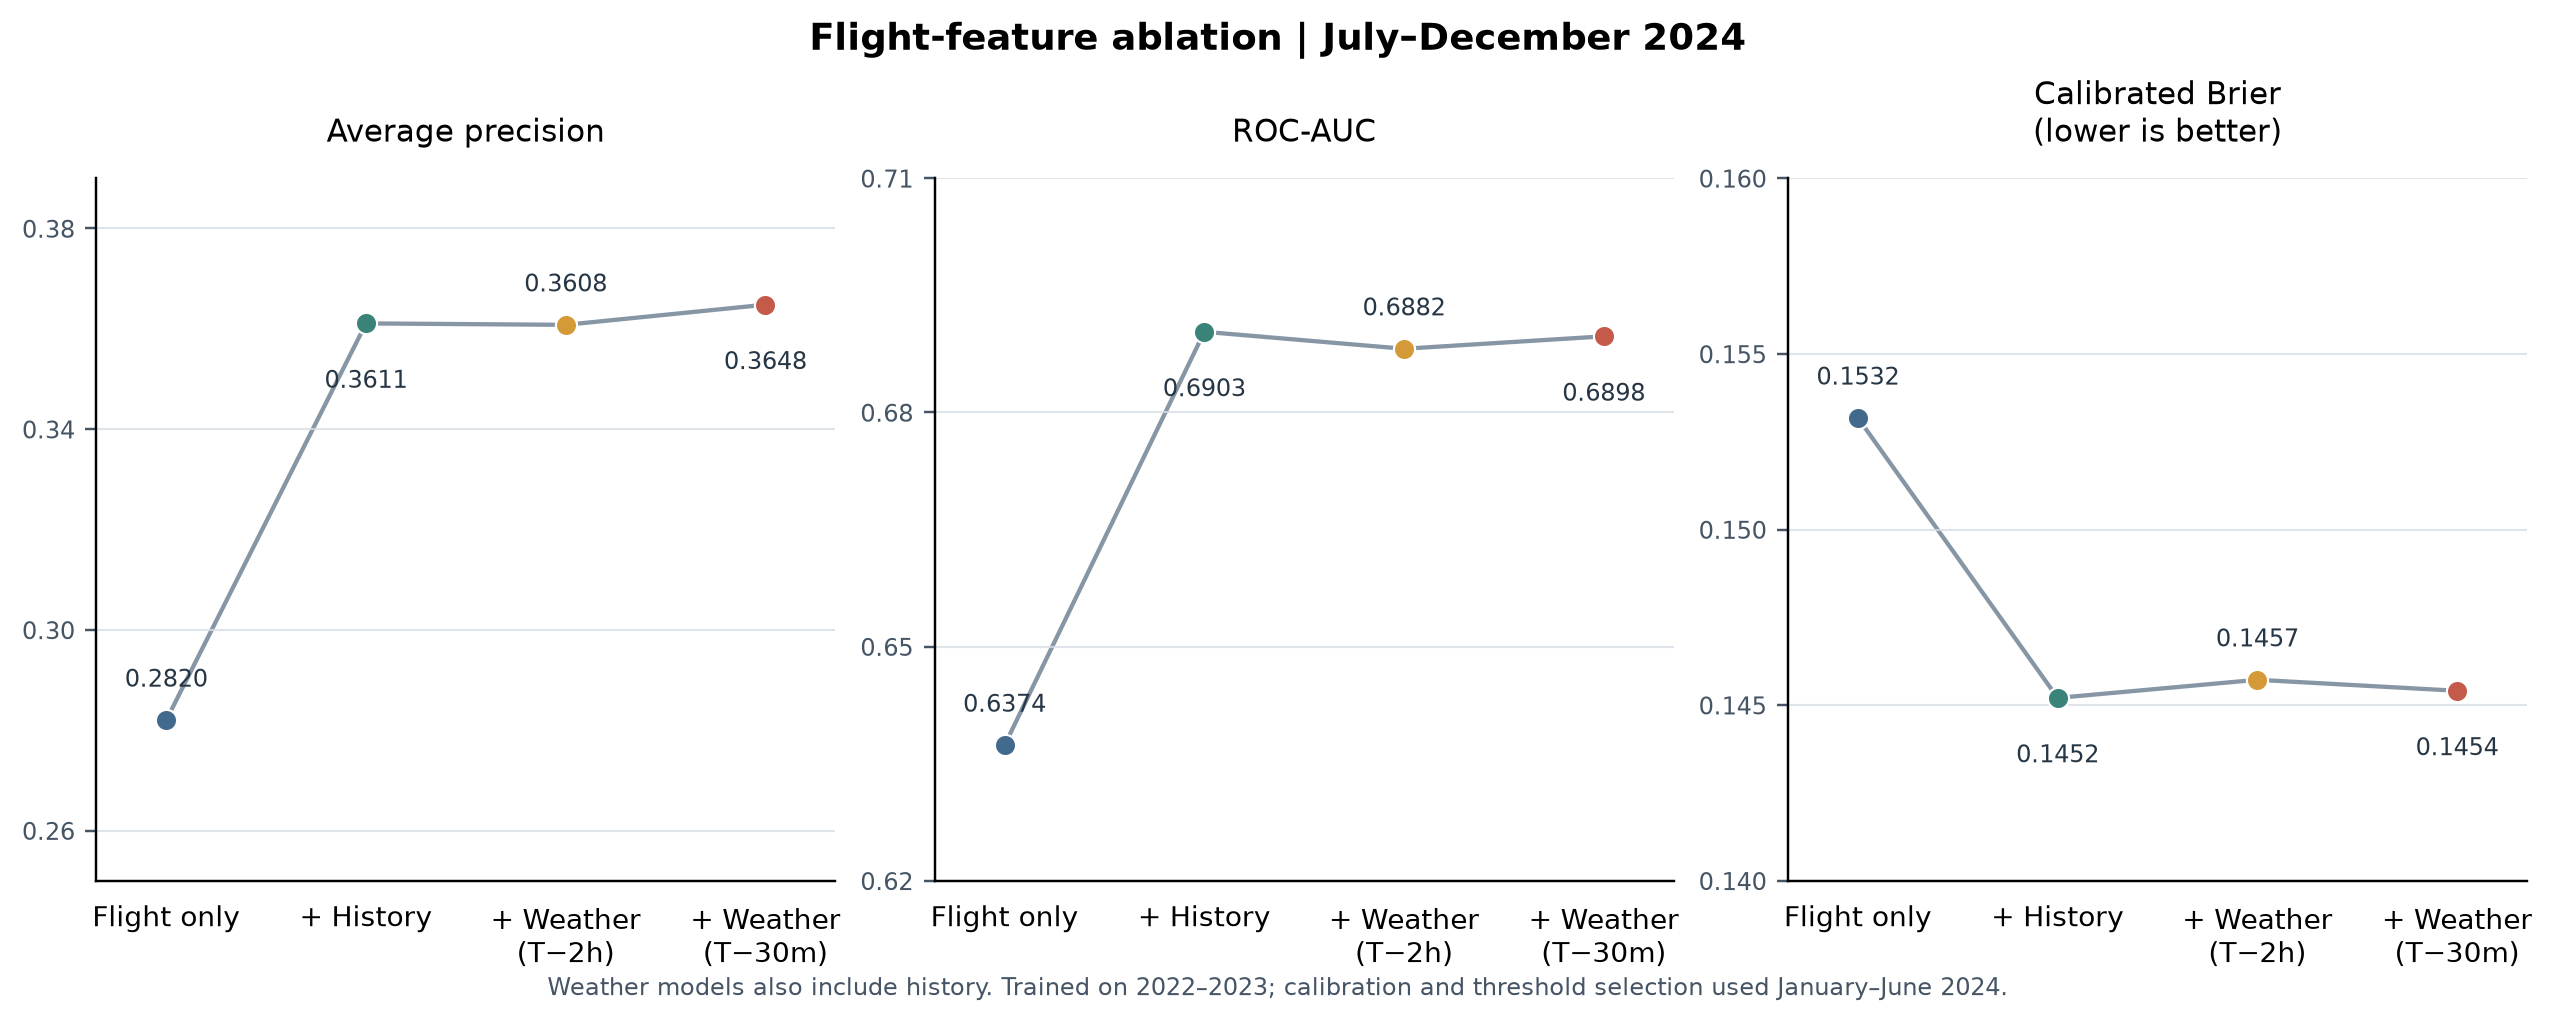 Flight-feature ablation | July–December 2024
Average precision
0.38
0.34
0.30
0.26
0.2820
0.3611
0.3608
0.3648
Flight only
+ History
+ Weather
(T−2h)
+ Weather
(T−30m)
ROC-AUC
0.71
0.68
0.65
0.62
0.6374
0.6903
0.6882
0.6898
Flight only
+ History
+ Weather
(T−2h)
+ Weather
(T−30m)
Calibrated Brier
(lower is better)
0.160
0.155
0.150
0.145
0.140
0.1532
0.1452
0.1457
0.1454
Flight only
+ History
+ Weather
(T−2h)
+ Weather
(T−30m)
Weather models also include history. Trained on 2022–2023; calibration and threshold selection used January–June 2024.